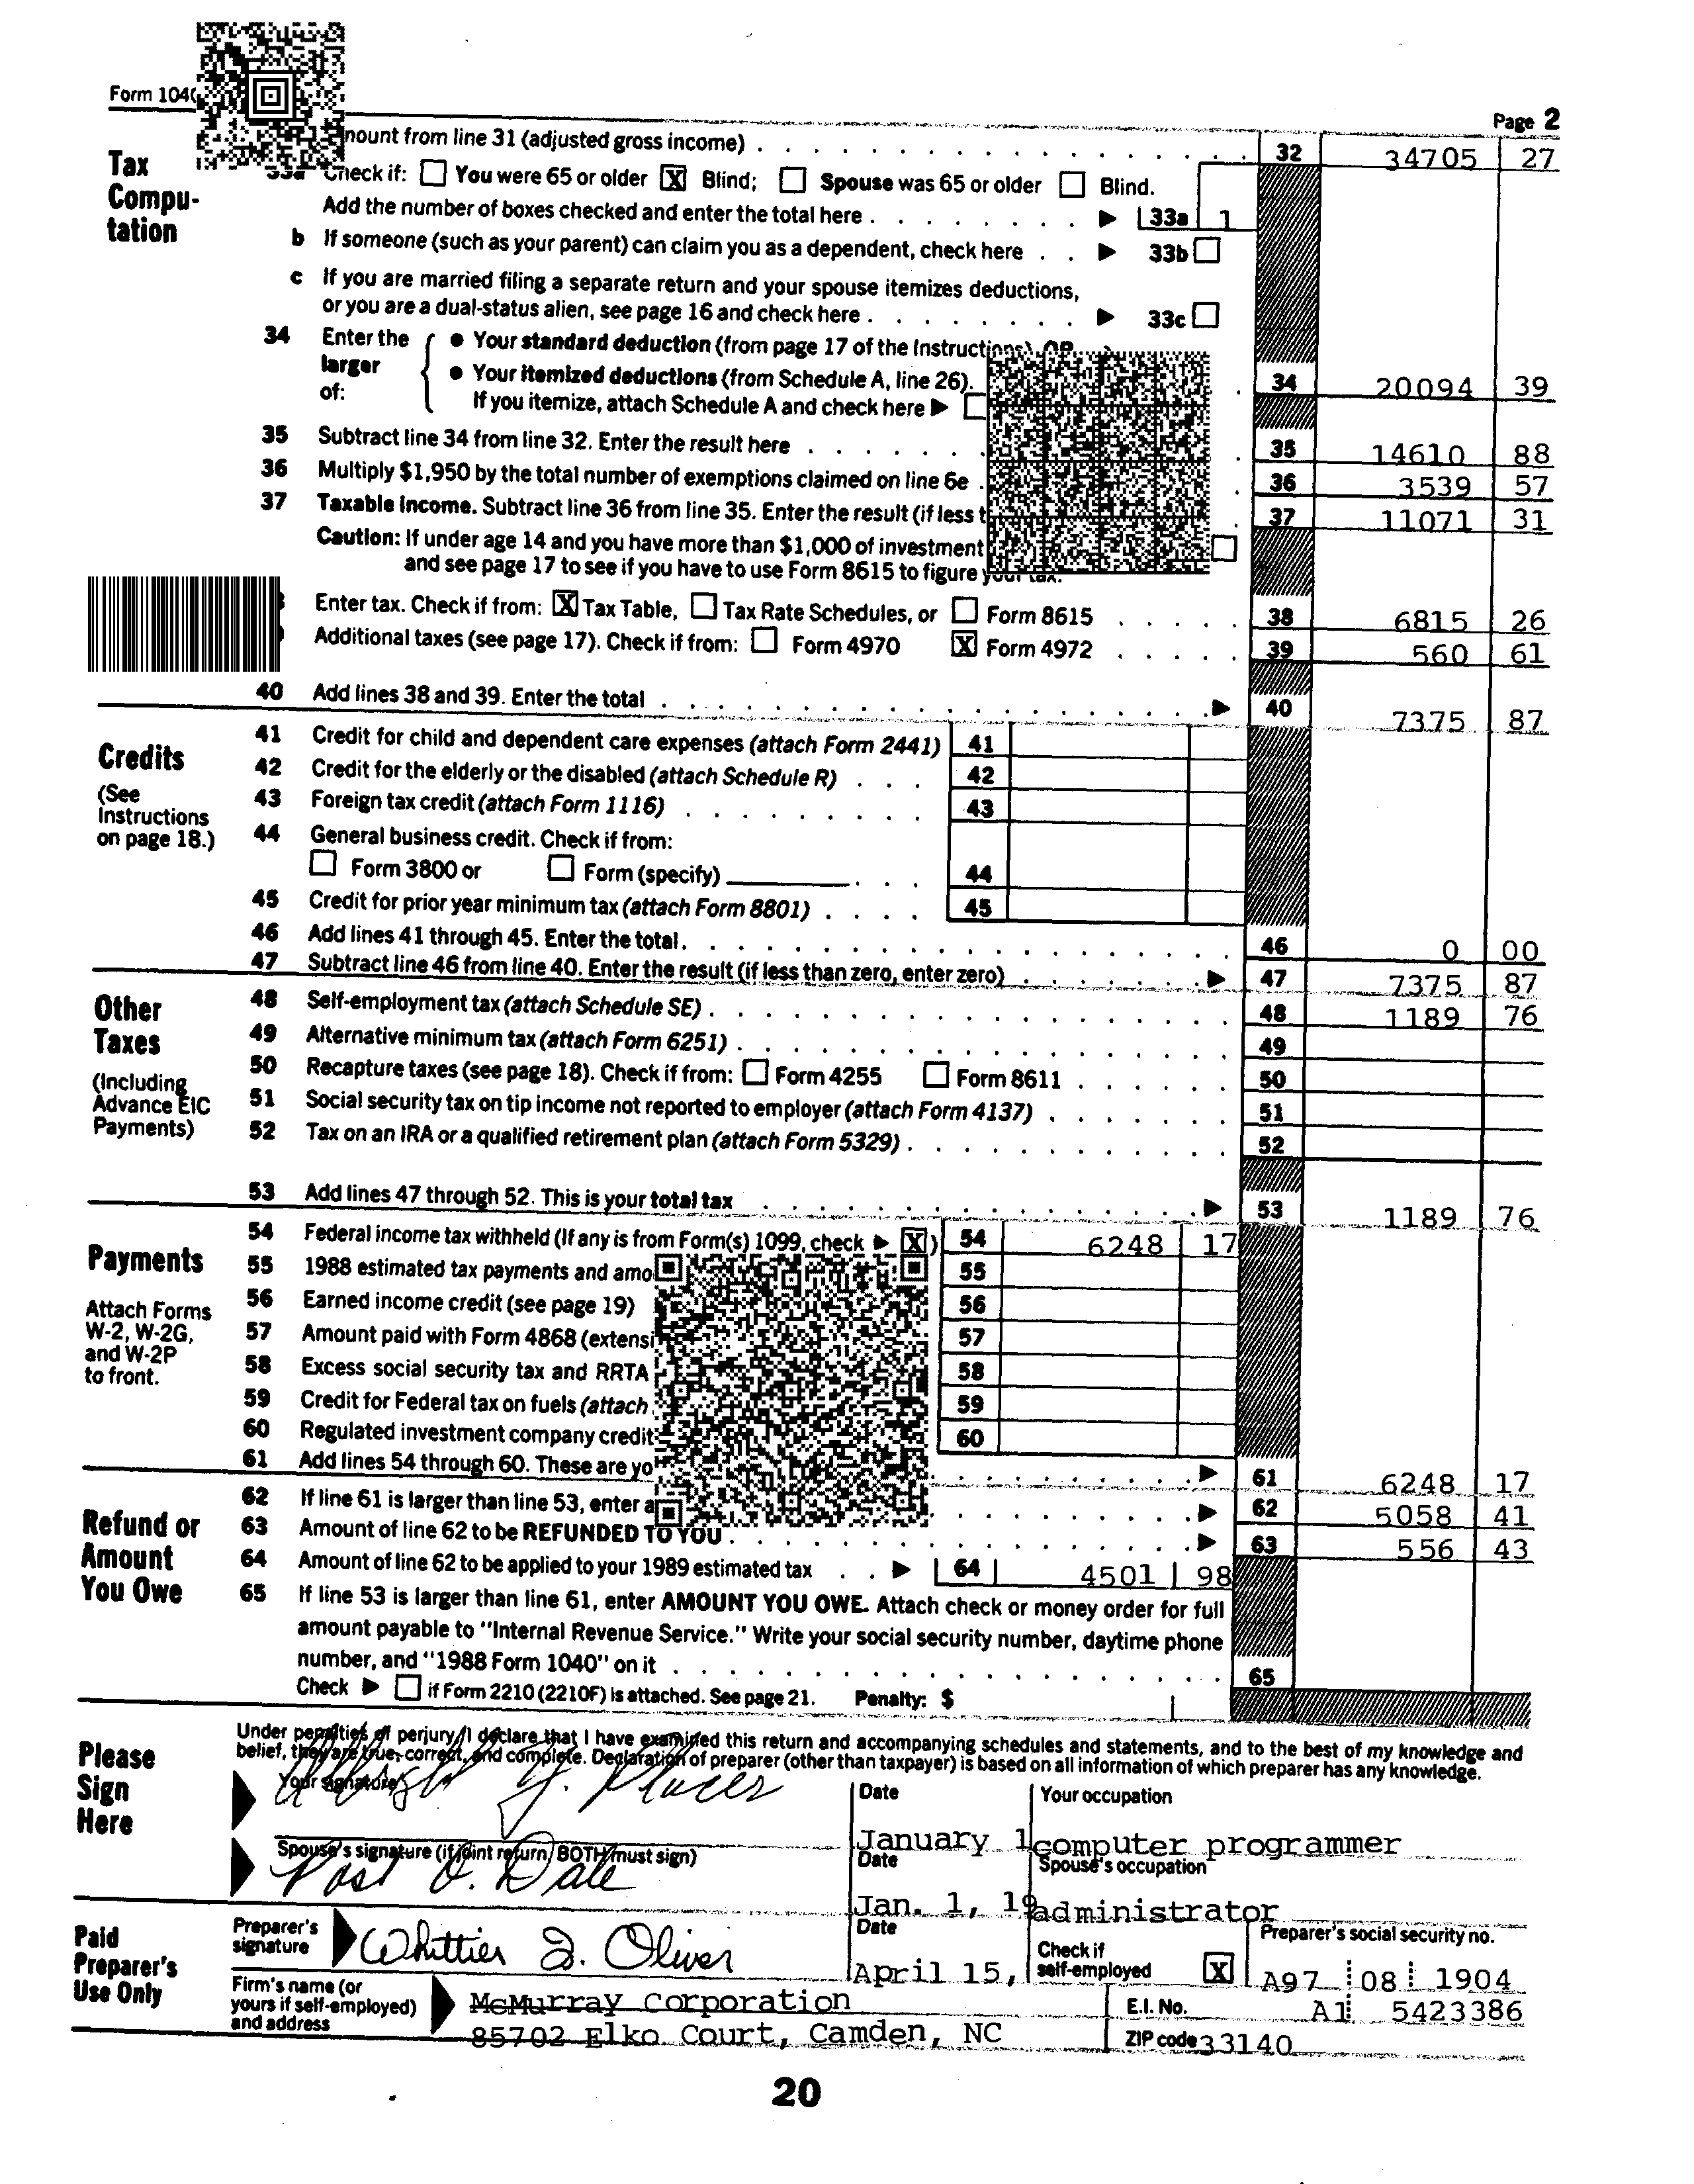 Form 104
Page 2
nount from line 31 (adjusted gross income) 32 34705 27
Tax Compu-tation
Check if: You were 65 or older X Blind; Spouse was 65 or older Blind.
Add the number of boxes checked and enter the total here 33a 1
b If someone (such as your parent) can claim you as a dependent, check here 33b
c If you are married filing a separate return and your spouse itemizes deductions,
or you are a dual-status alien, see page 16 and check here 33c
34 Enter the larger of:
• Your standard deduction (from page 17 of the Instructions), OR
• Your itemized deductions (from Schedule A, line 26). 34 20094 39
If you itemize, attach Schedule A and check here
35 Subtract line 34 from line 32. Enter the result here 35 14610 88
36 Multiply $1,950 by the total number of exemptions claimed on line 6e 36 3539 57
37 Taxable income. Subtract line 36 from line 35. Enter the result (if less t 37 11071 31
Caution: If under age 14 and you have more than $1,000 of investment
and see page 17 to see if you have to use Form 8615 to figure your tax.
Enter tax. Check if from: X Tax Table, Tax Rate Schedules, or Form 8615 38 6815 26
Additional taxes (see page 17). Check if from: Form 4970 X Form 4972 39 560 61
40 Add lines 38 and 39. Enter the total 40 7375 87
Credits
(See Instructions on page 18.)
41 Credit for child and dependent care expenses (attach Form 2441) 41
42 Credit for the elderly or the disabled (attach Schedule R) 42
43 Foreign tax credit (attach Form 1116) 43
44 General business credit. Check if from:
Form 3800 or Form (specify) 44
45 Credit for prior year minimum tax (attach Form 8801) 45
46 Add lines 41 through 45. Enter the total. 46 0 00
47 Subtract line 46 from line 40. Enter the result (if less than zero, enter zero) 47 7375 87
Other Taxes
(Including Advance EIC Payments)
48 Self-employment tax (attach Schedule SE) 48 1189 76
49 Alternative minimum tax (attach Form 6251) 49
50 Recapture taxes (see page 18). Check if from: Form 4255 Form 8611 50
51 Social security tax on tip income not reported to employer (attach Form 4137) 51
52 Tax on an IRA or a qualified retirement plan (attach Form 5329) 52
53 Add lines 47 through 52. This is your total tax 53 1189 76
Payments
Attach Forms W-2, W-2G, and W-2P to front.
54 Federal income tax withheld (If any is from Form(s) 1099, check X) 54 6248 17
55 1988 estimated tax payments and amo 55
56 Earned income credit (see page 19) 56
57 Amount paid with Form 4868 (extensi 57
58 Excess social security tax and RRTA 58
59 Credit for Federal tax on fuels (attach 59
60 Regulated investment company credit 60
61 Add lines 54 through 60. These are yo 61 6248 17
Refund or Amount You Owe
62 If line 61 is larger than line 53, enter a 62 5058 41
63 Amount of line 62 to be REFUNDED TO YOU 63 556 43
64 Amount of line 62 to be applied to your 1989 estimated tax 64 4501 98
65 If line 53 is larger than line 61, enter AMOUNT YOU OWE. Attach check or money order for full
amount payable to "Internal Revenue Service." Write your social security number, daytime phone
number, and "1988 Form 1040" on it 65
Check if Form 2210 (2210F) is attached. See page 21. Penalty: $
Please Sign Here
Under penalties of perjury, I declare that I have examined this return and accompanying schedules and statements, and to the best of my knowledge and
belief, they are true, correct, and complete. Declaration of preparer (other than taxpayer) is based on all information of which preparer has any knowledge.
Your signature Date Your occupation
January 1 computer programmer
Spouse's signature (if joint return, BOTH must sign) Date Spouse's occupation
Post O. Dale Jan. 1, 19 administrator
Paid Preparer's Use Only
Preparer's signature Whittier J. Oliver Date April 15, Check if self-employed X Preparer's social security no. A97 08 1904
Firm's name (or yours if self-employed) and address McMurray Corporation E.I. No. A1 5423386
85702 Elko Court, Camden, NC ZIP code 33140
20